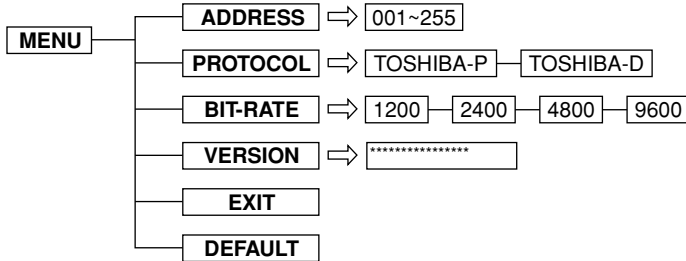 ADDRESS 001~255
MENU
PROTOCOL TOSHIBA-P TOSHIBA-D
BIT-RATE 1200 2400 4800 9600
VERSION ****************
EXIT
DEFAULT